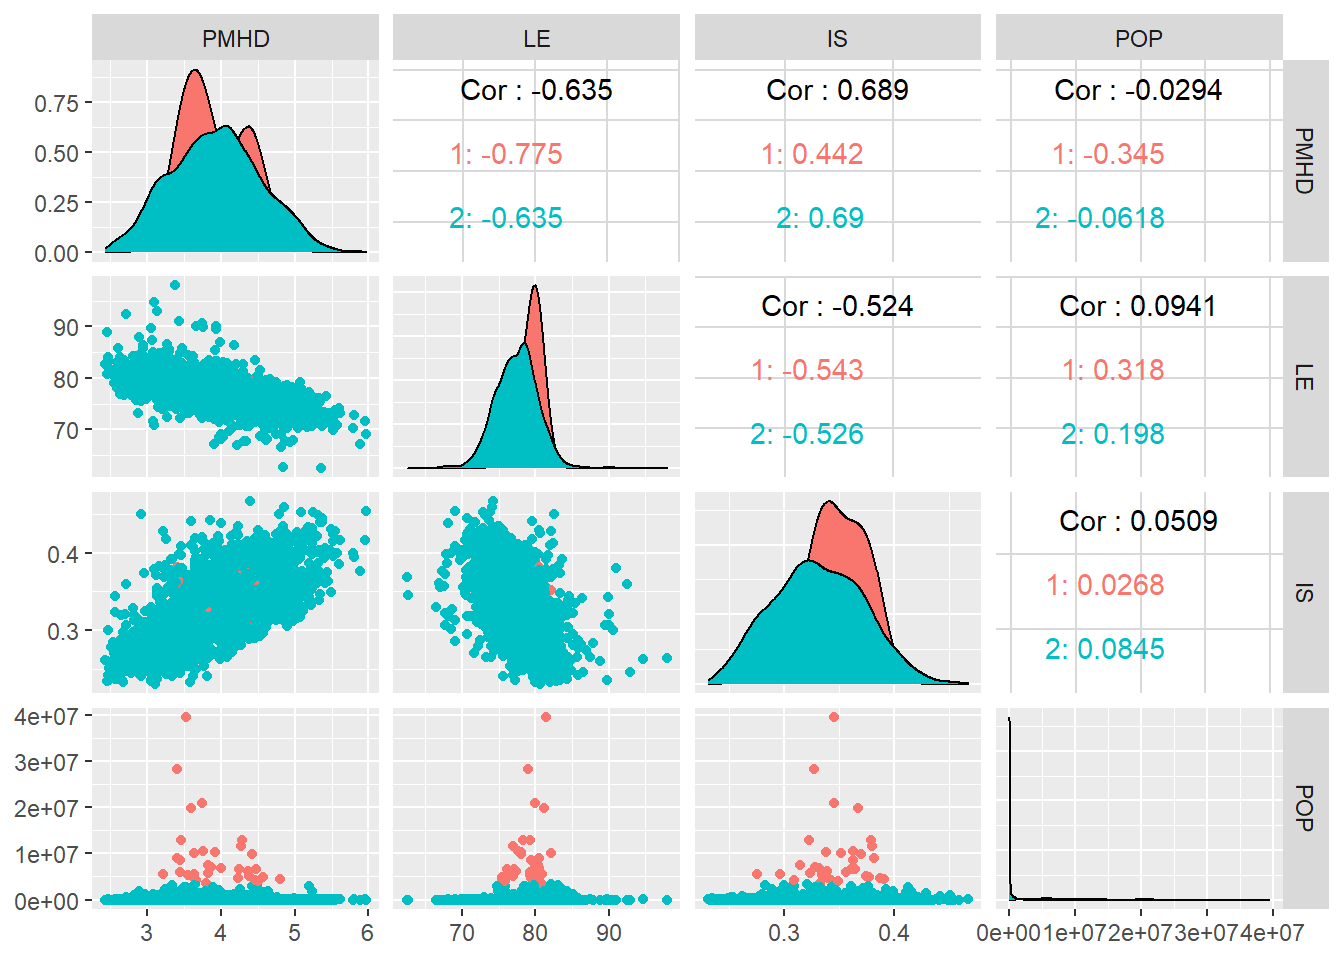 PMHD LE IS POP
0.75
0.50
0.25
0.00
Cor : -0.635
1: -0.775
2: -0.635
Cor : 0.689
1: 0.442
2: 0.69
Cor : -0.0294
1: -0.345
2: -0.0618
PMHD
90
80
70
Cor : -0.524
1: -0.543
2: -0.526
Cor : 0.0941
1: 0.318
2: 0.198
LE
0.4
0.3
Cor : 0.0509
1: 0.0268
2: 0.0845
IS
4e+07
3e+07
2e+07
1e+07
0e+00
POP
3 4 5 6 70 80 90 0.3 0.4 0e+001e+072e+073e+074e+07